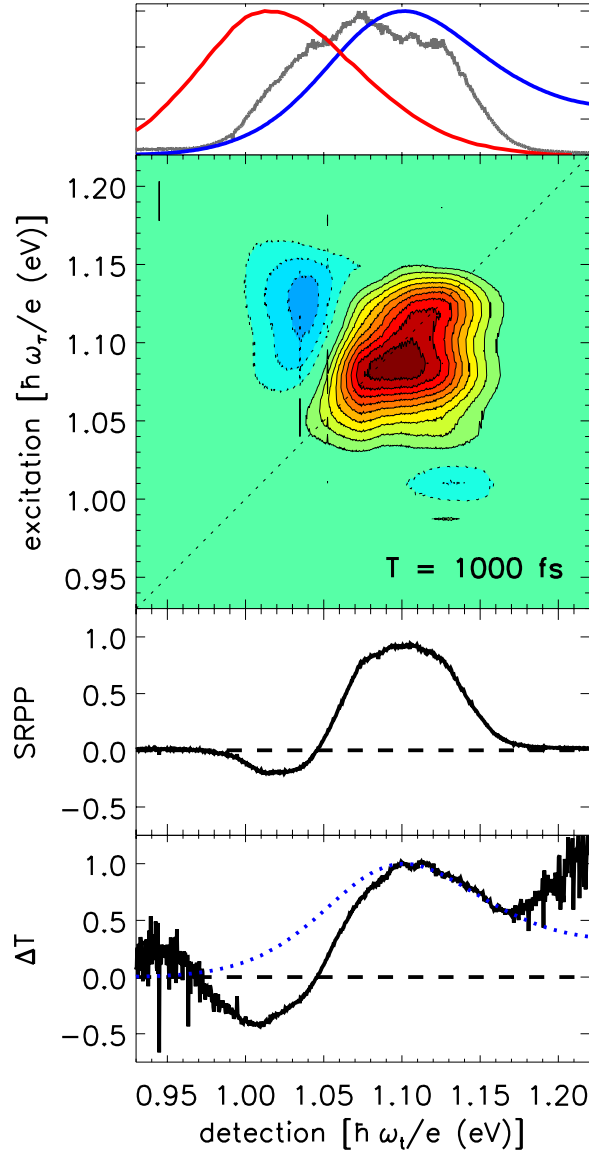 1.20
1.15
1.10
1.05
1.00
0.95
excitation [ħ ω_τ/e (eV)]
T = 1000 fs
1.0
0.5
0.0
−0.5
SRPP
1.0
0.5
0.0
−0.5
ΔT
0.95 1.00 1.05 1.10 1.15 1.20
detection [ħ ω_t/e (eV)]